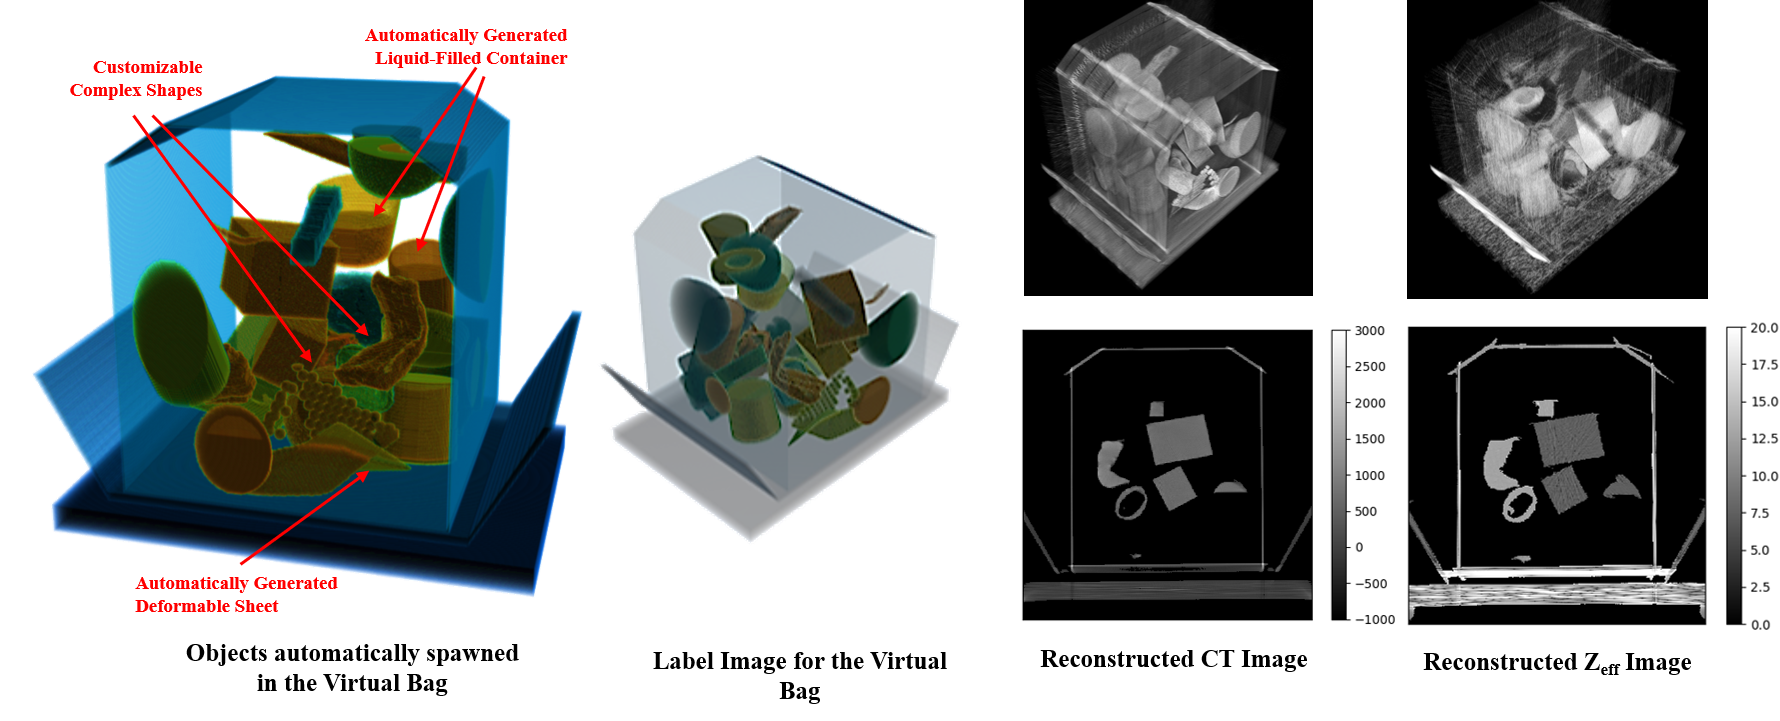 Automatically Generated
Liquid-Filled Container
Customizable
Complex Shapes
Automatically Generated
Deformable Sheet
Objects automatically spawned
in the Virtual Bag
Label Image for the Virtual
Bag
3000
2500
2000
1500
1000
500
0
−500
−1000
Reconstructed CT Image
20.0
17.5
15.0
12.5
10.0
7.5
5.0
2.5
0.0
Reconstructed Zeff Image